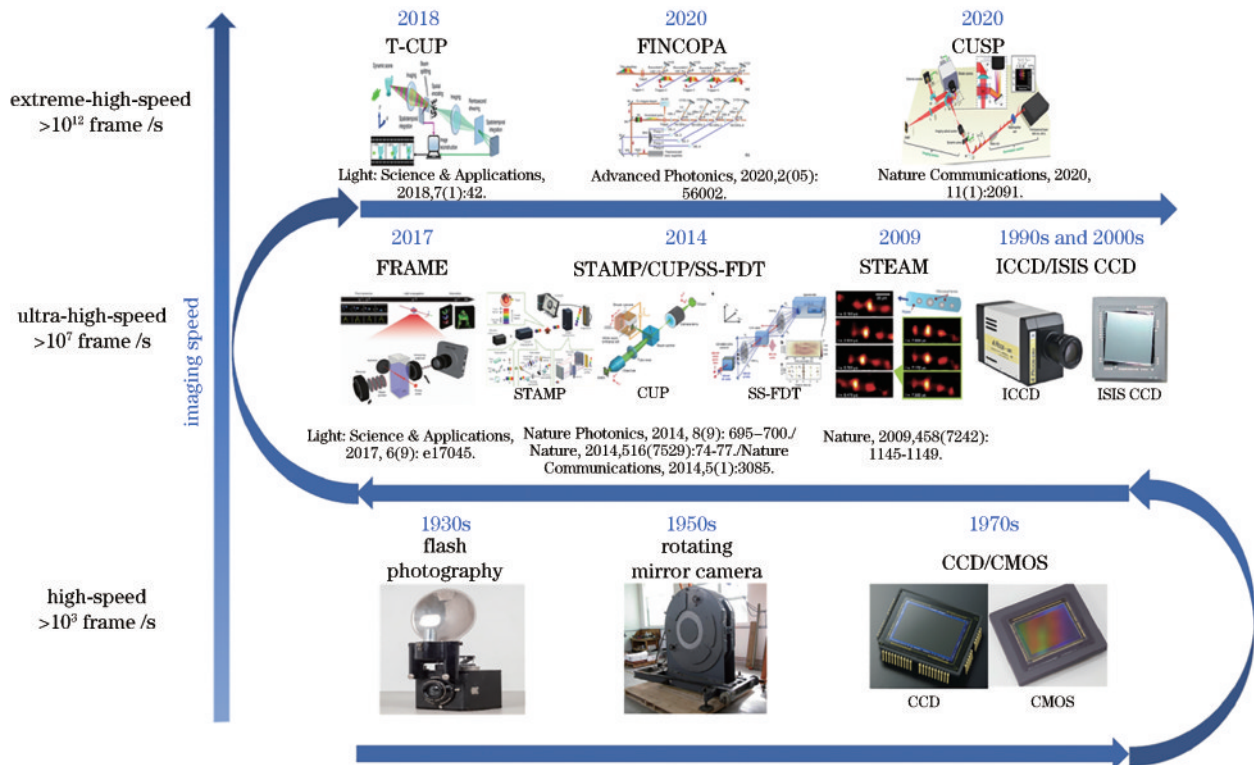 2018
T-CUP
2020
FINCOPA
2020
CUSP
extreme-high-speed
>10¹² frame /s
Light: Science & Applications,
2018,7(1):42.
Advanced Photonics, 2020,2(05):
56002.
Nature Communications, 2020,
11(1):2091.
imaging speed
2017
FRAME
2014
STAMP/CUP/SS-FDT
2009
STEAM
1990s and 2000s
ICCD/ISIS CCD
ultra-high-speed
>10⁷ frame /s
STAMP
CUP
SS-FDT
ICCD
ISIS CCD
Light: Science & Applications,
2017, 6(9): e17045.
Nature Photonics, 2014, 8(9): 695–700./
Nature, 2014,516(7529):74-77./Nature
Communications, 2014,5(1):3085.
Nature, 2009,458(7242):
1145-1149.
1930s
flash
photography
1950s
rotating
mirror camera
1970s
CCD/CMOS
high-speed
>10³ frame /s
CCD
CMOS